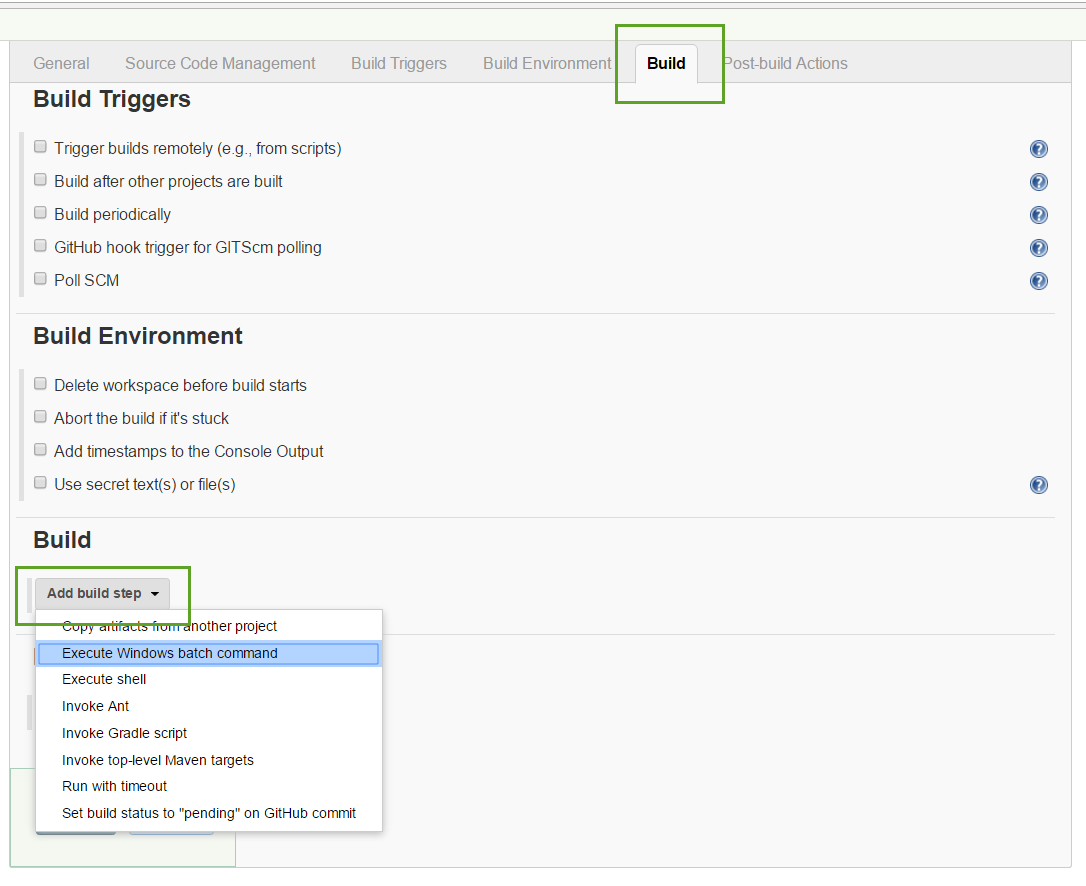 General Source Code Management Build Triggers Build Environment Build Post-build Actions
Build Triggers
Trigger builds remotely (e.g., from scripts)
Build after other projects are built
Build periodically
GitHub hook trigger for GITScm polling
Poll SCM
Build Environment
Delete workspace before build starts
Abort the build if it's stuck
Add timestamps to the Console Output
Use secret text(s) or file(s)
Build
Add build step
Copy artifacts from another project
Execute Windows batch command
Execute shell
Invoke Ant
Invoke Gradle script
Invoke top-level Maven targets
Run with timeout
Set build status to "pending" on GitHub commit